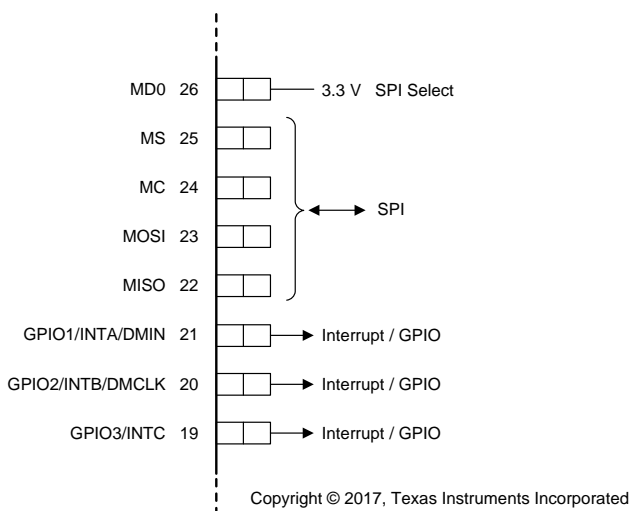 MD0 26 3.3 V SPI Select
MS 25
MC 24
SPI
MOSI 23
MISO 22
GPIO1/INTA/DMIN 21 Interrupt / GPIO
GPIO2/INTB/DMCLK 20 Interrupt / GPIO
GPIO3/INTC 19 Interrupt / GPIO
Copyright © 2017, Texas Instruments Incorporated